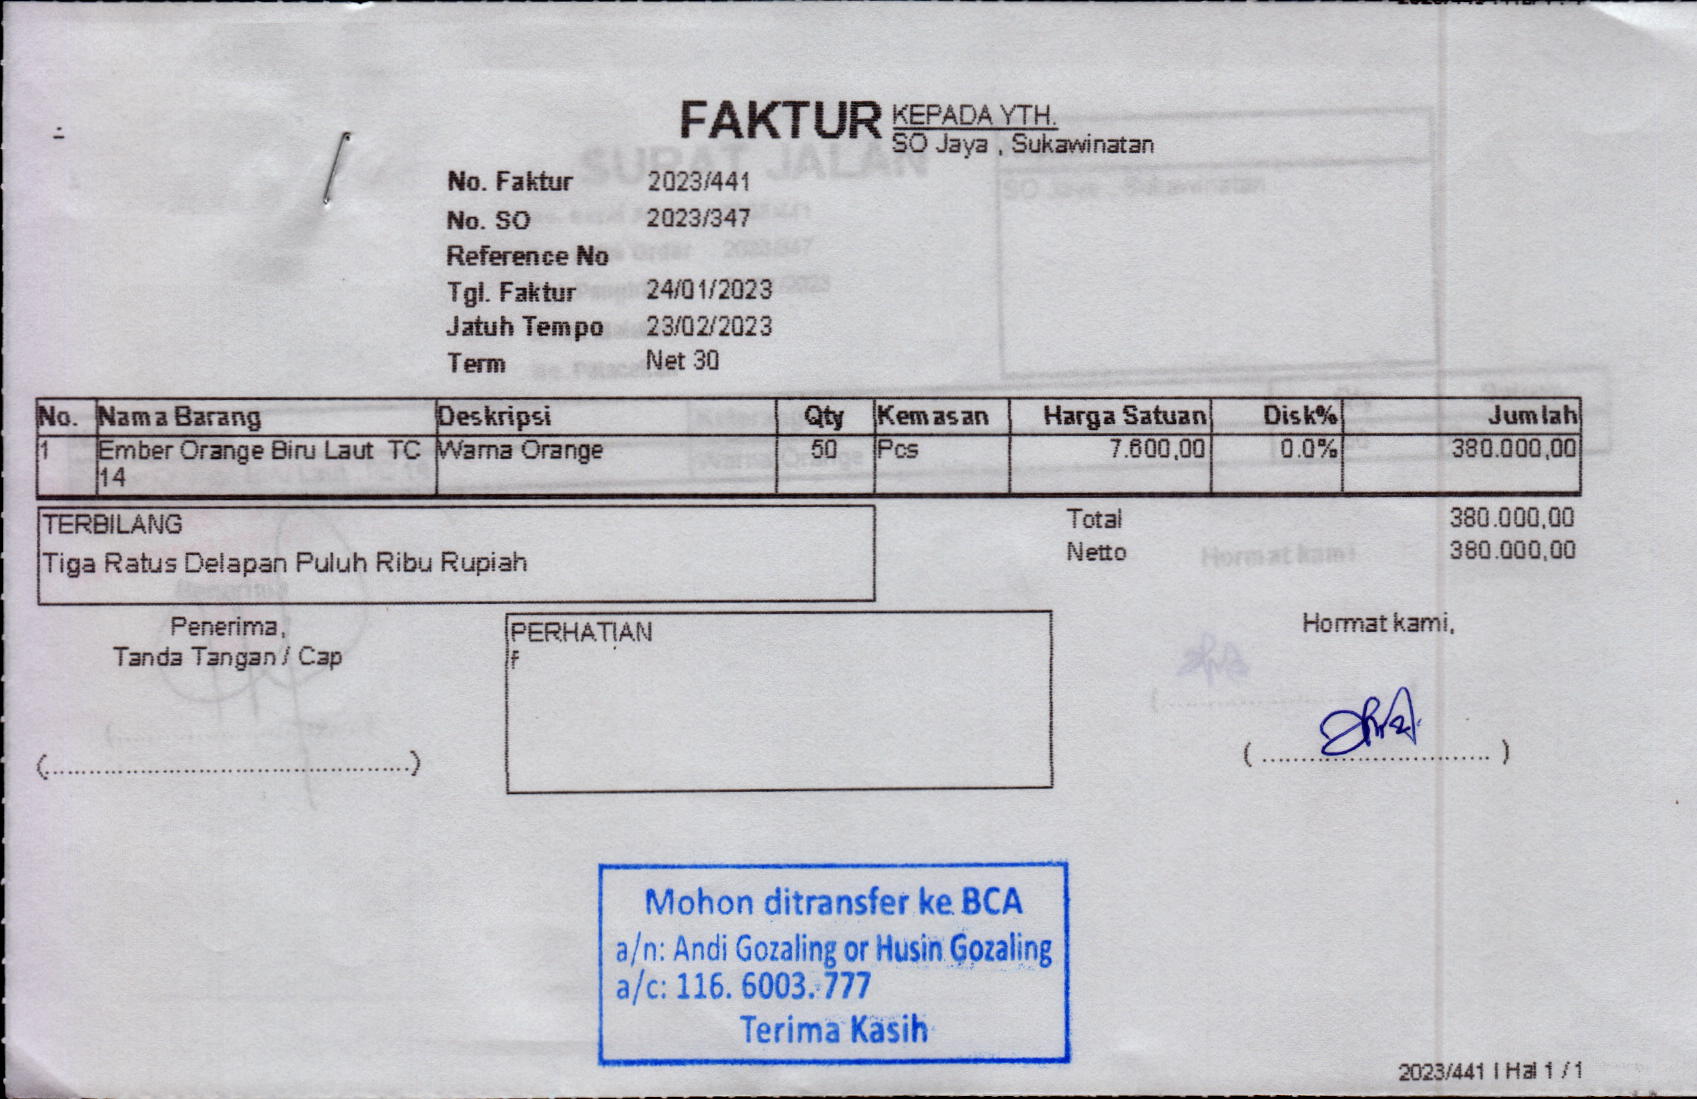 FAKTUR
KEPADA YTH.
SO Jaya , Sukawinatan
No. Faktur 2023/441
No. SO 2023/347
Reference No
Tgl. Faktur 24/01/2023
Jatuh Tempo 23/02/2023
Term Net 30
No. Nama Barang Deskripsi Qty Kemasan Harga Satuan Disk% Jumlah
1 Ember Orange Biru Laut TC Warna Orange 50 Pcs 7.600,00 0.0% 380.000,00
14
TERBILANG
Tiga Ratus Delapan Puluh Ribu Rupiah
Total 380.000,00
Netto 380.000,00
Penerima,
Tanda Tangan / Cap
(..................................................)
PERHATIAN
f
Hormat kami,
( ............................... )
Mohon ditransfer ke BCA
a/n: Andi Gozaling or Husin Gozaling
a/c: 116. 6003. 777
Terima Kasih
2023/441 I Hal 1 / 1